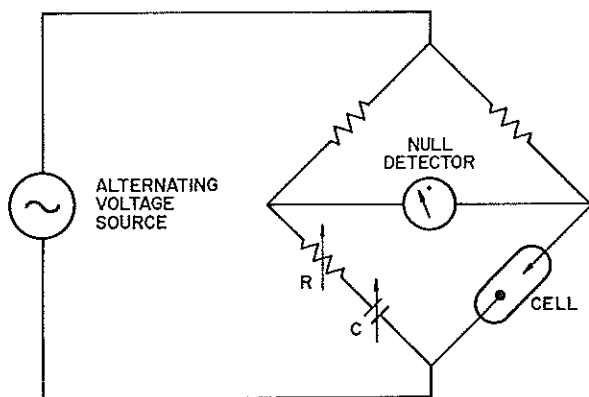 NULL
DETECTOR
ALTERNATING
VOLTAGE
SOURCE
R
C
CELL